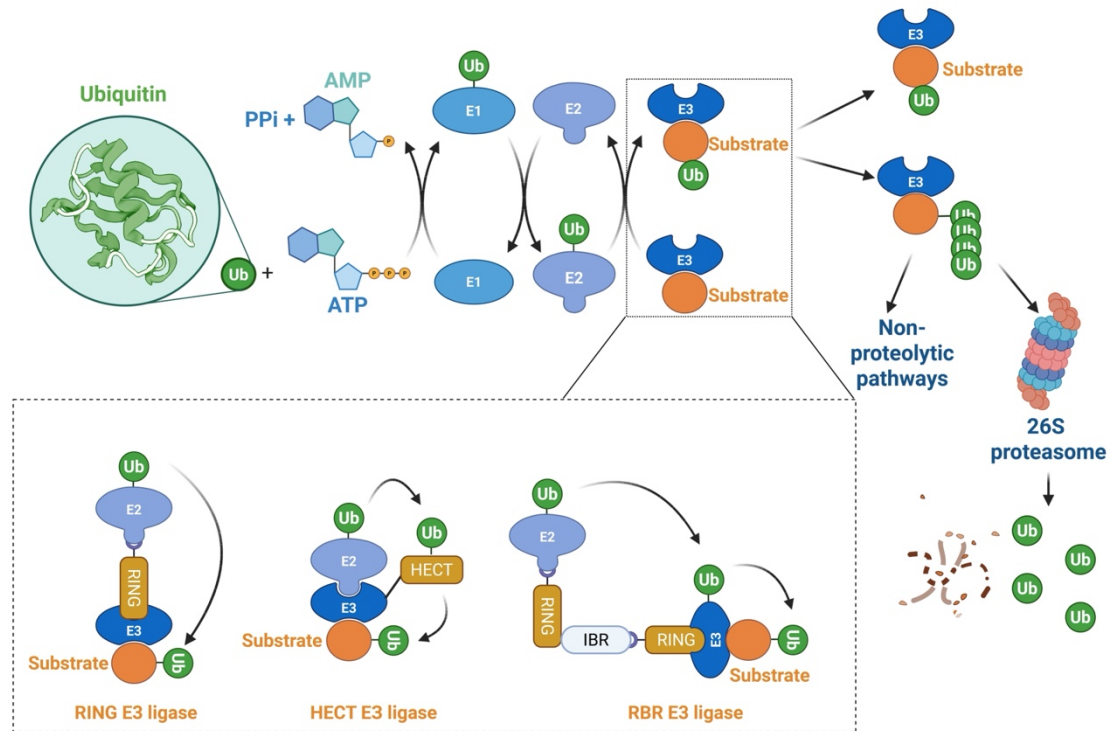 Ubiquitin
Ub
+
PPi +
AMP
P
ATP
P P P
Ub
E1
E1
E2
Ub
E2
E3
Substrate
Ub
E3
Substrate
E3
Substrate
Ub
E3
Ub
Ub
Ub
Ub
Non-
proteolytic
pathways
26S
proteasome
Ub
Ub
Ub
Ub
Ub
E2
RING
E3
Substrate
Ub
RING E3 ligase
Ub
E2
E3
Ub
HECT
Substrate
Ub
HECT E3 ligase
Ub
E2
RING
IBR
RING
Ub
E3
Ub
Substrate
RBR E3 ligase